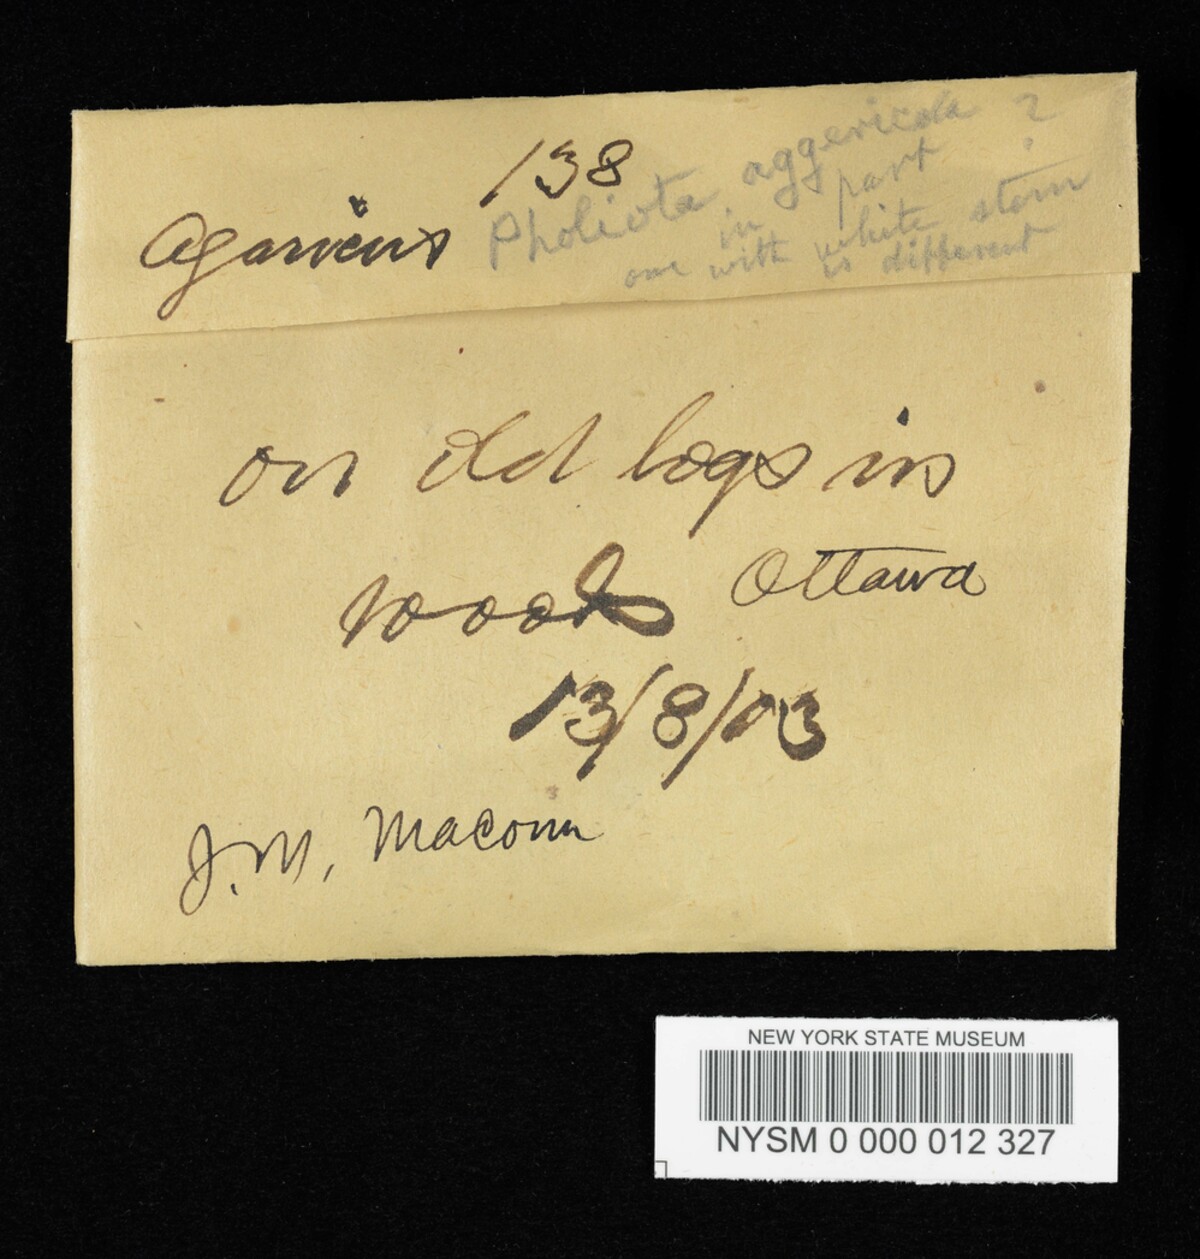 138
Agaricus Pholiota aggericola ?
in part
one with white stem
is different
on old logs in
woods Ottawa
13/8/03
J.M. Macoun
NEW YORK STATE MUSEUM
NYSM 0 000 012 327